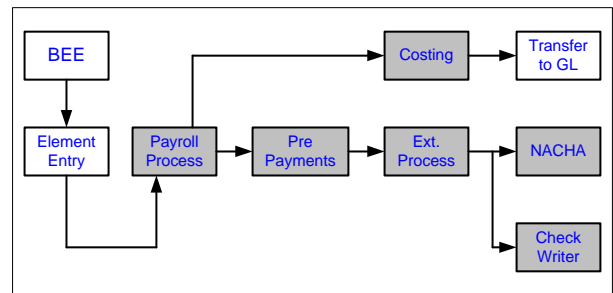 BEE
Costing
Transfer
to GL
Element
Entry
Payroll
Process
Pre
Payments
Ext.
Process
NACHA
Check
Writer